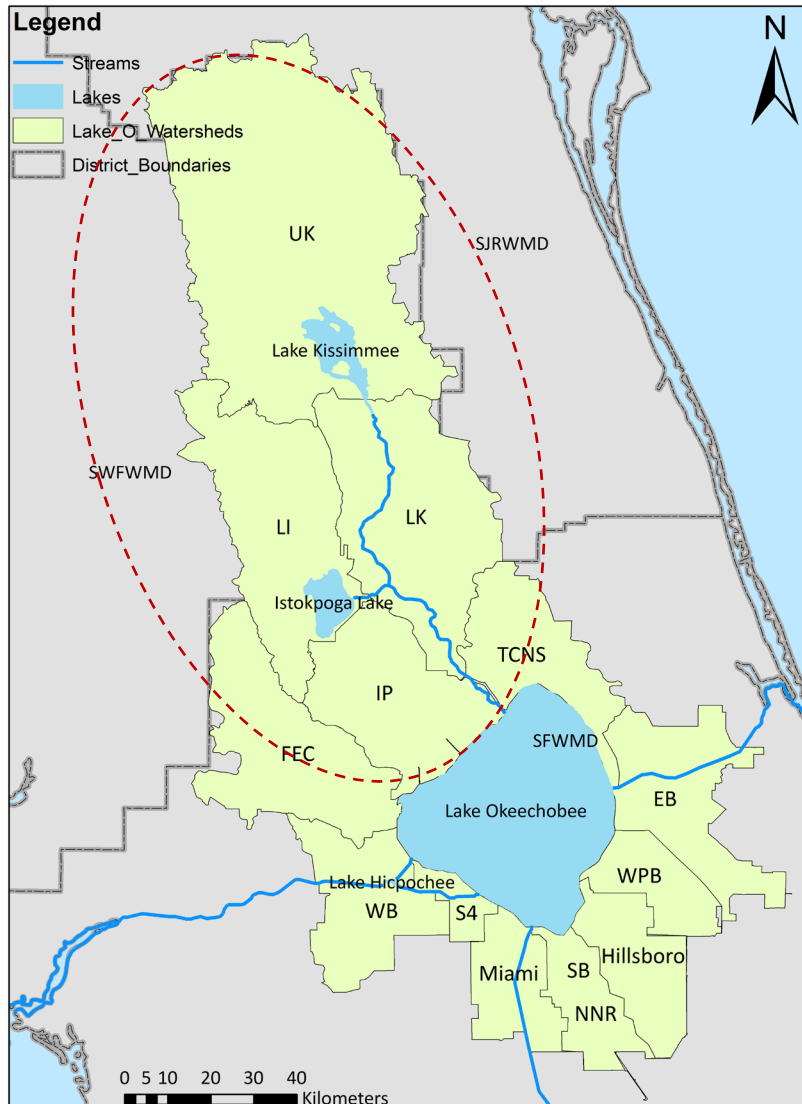 Legend
N
Streams
Lakes
Lake_O_Watersheds
District_Boundaries
UK
SJRWMD
Lake Kissimmee
SWFWMD
LI
LK
Istokpoga Lake
TCNS
IP
SFWMD
FEC
EB
Lake Okeechobee
WPB
Lake Hicpochee
WB
S4
Hillsboro
Miami
SB
NNR
0 5 10 20 30 40
Kilometers